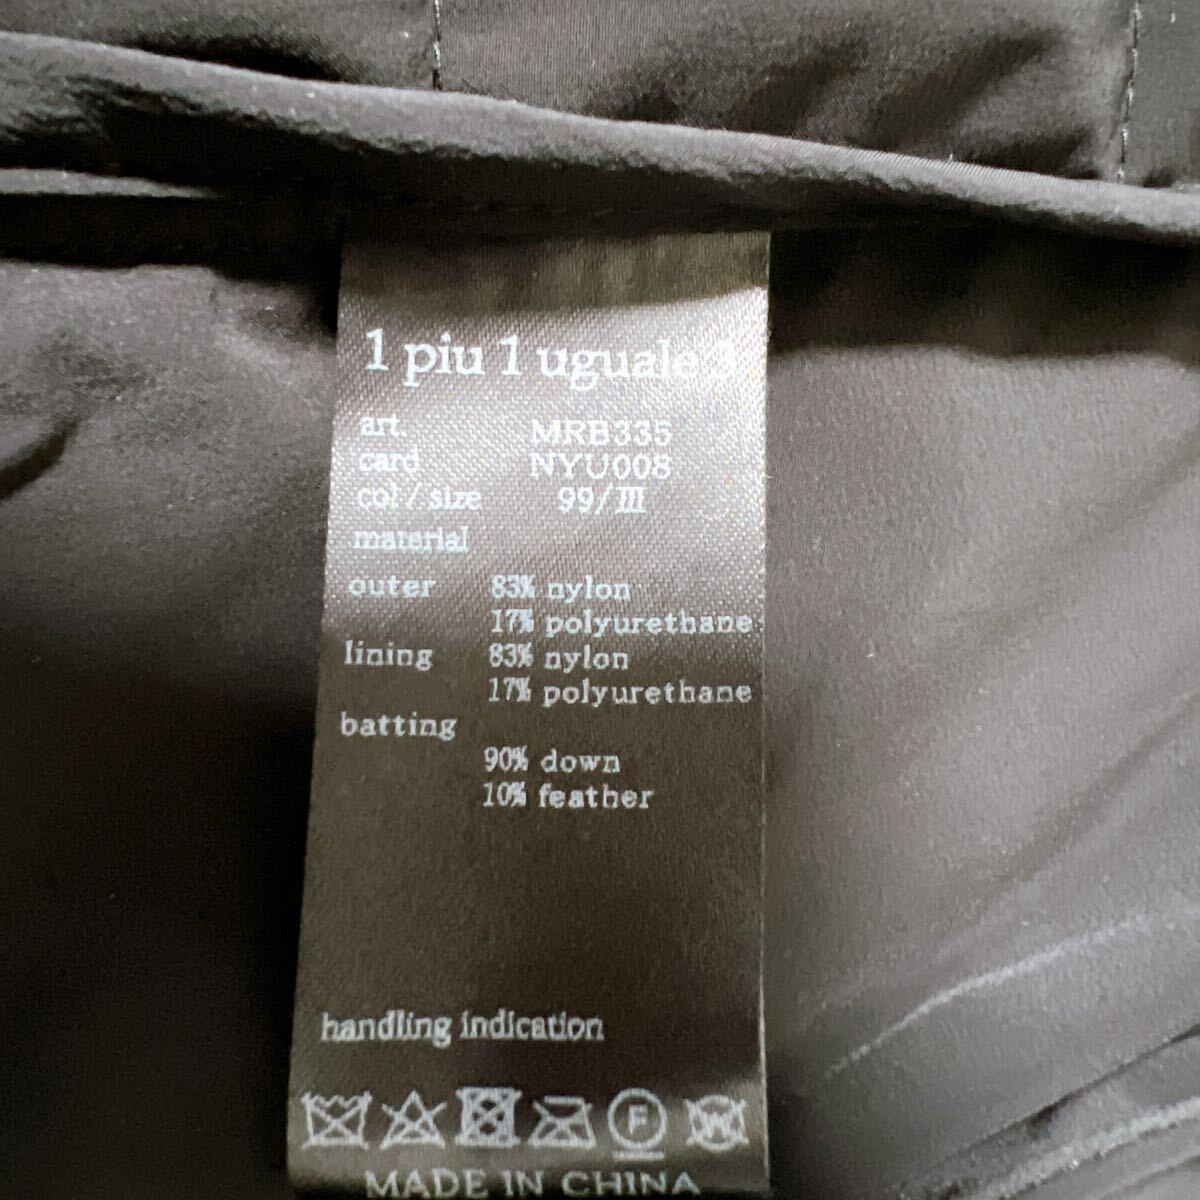 1 piu 1 uguale 3
art. MRB335
card NYU008
col / size 99/III
material
outer 83% nylon
17% polyurethane
lining 83% nylon
17% polyurethane
batting
90% down
10% feather
handling indication
F W
MADE IN CHINA